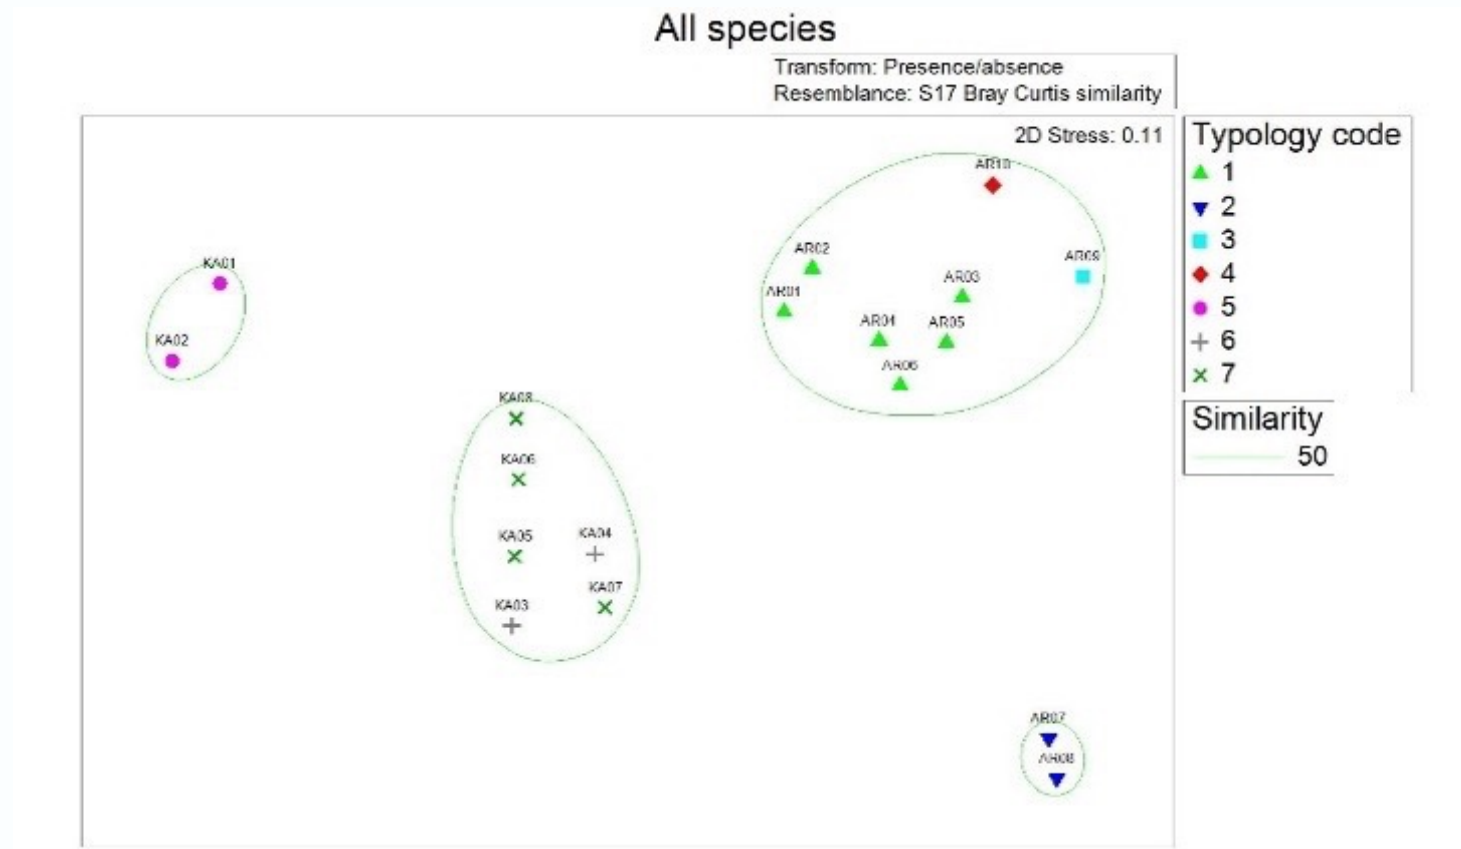 All species
Transform: Presence/absence
Resemblance: S17 Bray Curtis similarity
2D Stress: 0.11
Typology code
1
2
3
4
5
6
7
Similarity
50
AR10
AR02
AR09
KA01
AR03
AR01
AR04
AR05
KA02
AR06
KA08
KA06
KA05
KA04
KA07
KA03
AR07
AR08